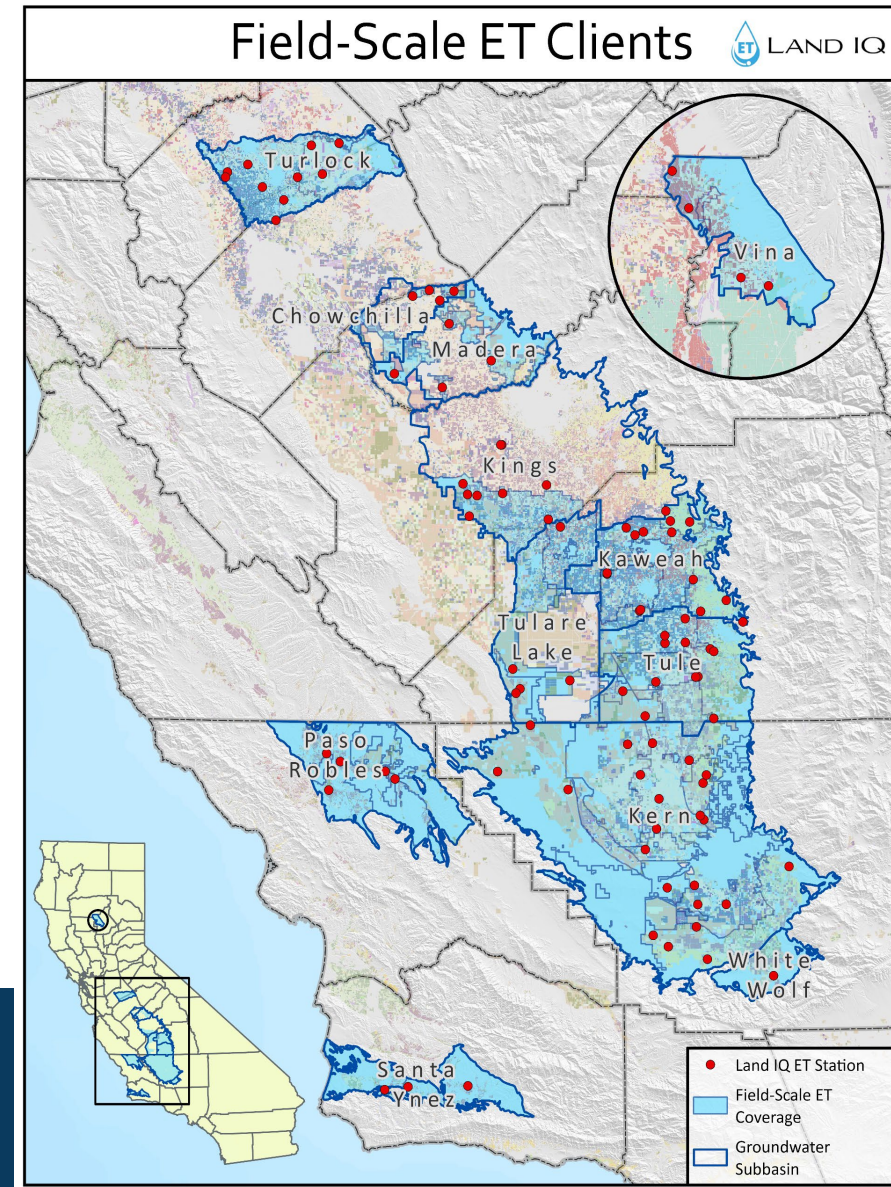 Field-Scale ET Clients
ET LAND IQ
Turlock
Vina
Chowchilla
Madera
Kings
Kaweah
Tulare
Lake
Tule
Paso
Robles
Kern
White
Wolf
Santa
Ynez
Land IQ ET Station
Field-Scale ET
Coverage
Groundwater
Subbasin